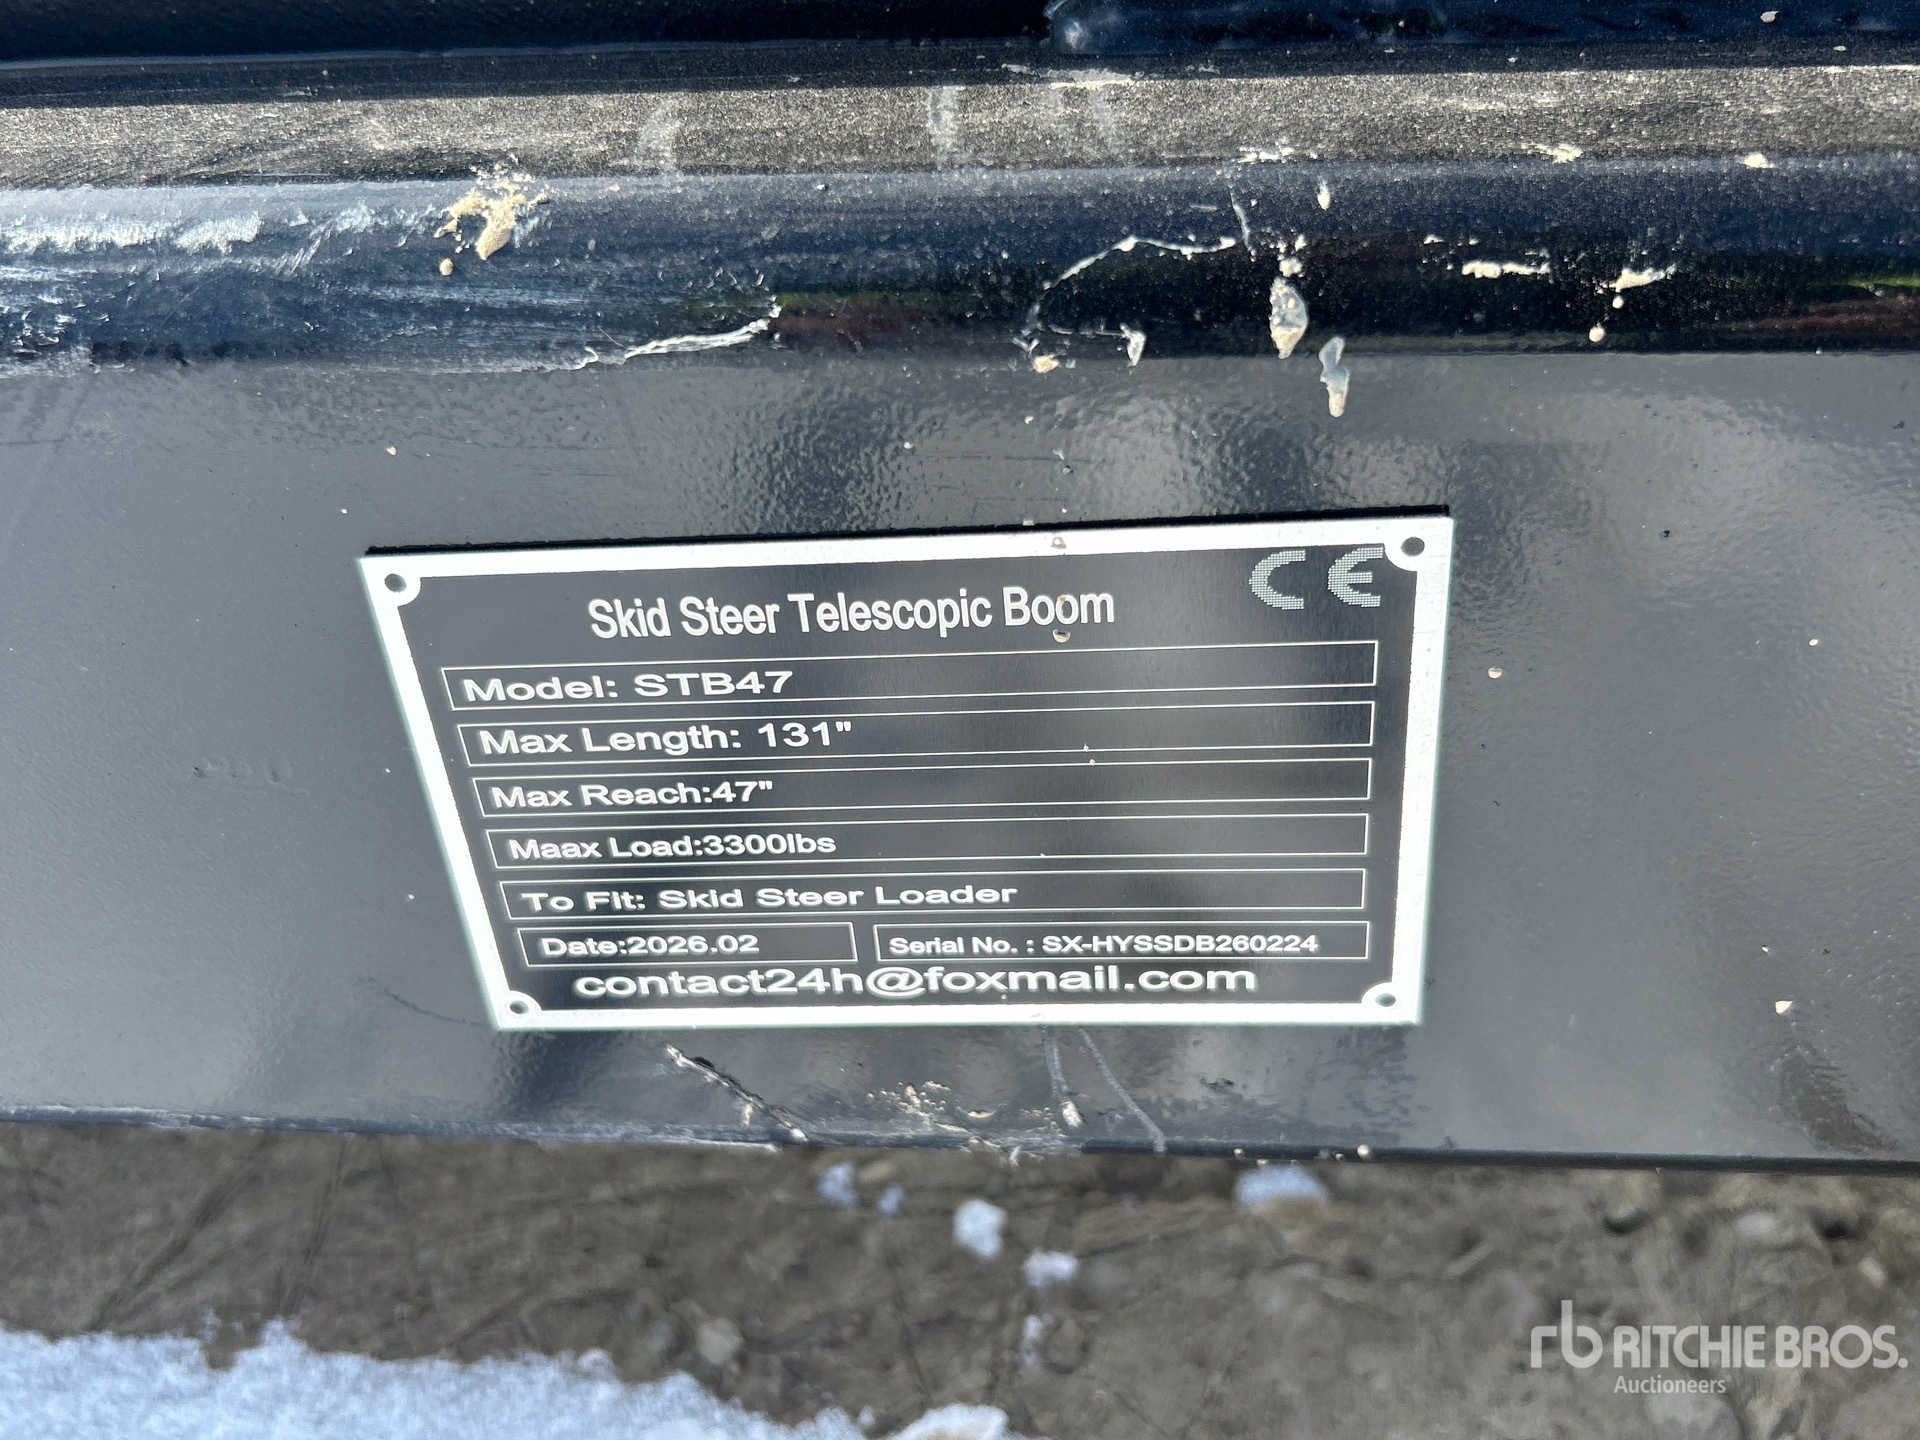 Skid Steer Telescopic Boom
CE
Model: STB47
Max Length: 131"
Max Reach:47"
Maax Load:3300lbs
To Fit: Skid Steer Loader
Date:2026.02
Serial No. : SX-HYSSDB260224
contact24h@foxmail.com
rb RITCHIE BROS.
Auctioneers